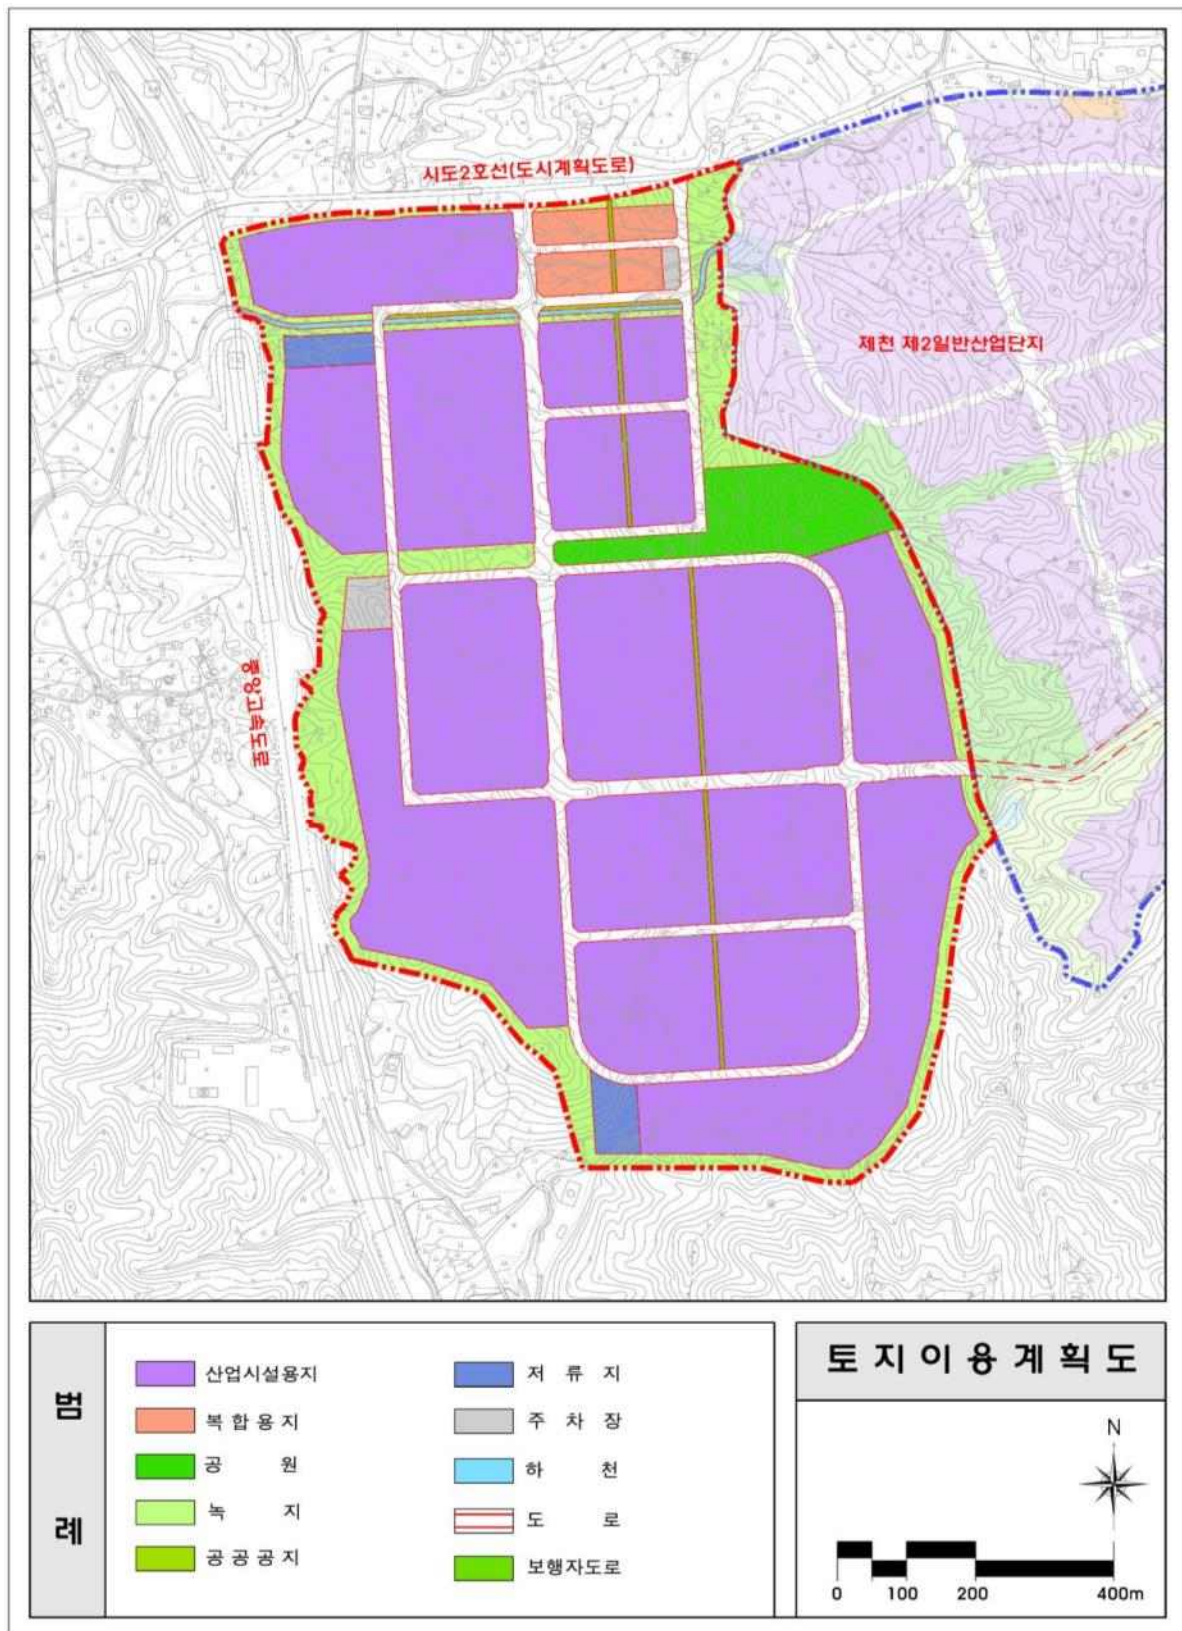 시도2호선(도시계획도로)
제천 제2일반산업단지
중앙고속도로
범례
산업시설용지
복합용지
공원
녹지
공공공지
저류지
주차장
하천
도로
보행자도로
토지이용계획도
N
0 100 200 400m